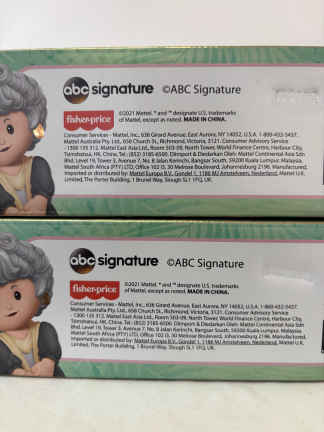 abc signature ©ABC Signature
fisher-price
©2021 Mattel. ® and ™ designate U.S. trademarks
of Mattel, except as noted. MADE IN CHINA.
Consumer Services - Mattel, Inc., 636 Girard Avenue, East Aurora, NY 14052, U.S.A. 1-800-432-5437.
Mattel Australia Pty. Ltd., Richmond, Victoria, 3121. Consumer Advisory Service
- 1300 135 312. Mattel East Asia Ltd., Room 503-09, North Tower, World Finance Centre, Harbour City,
Tsimshatsui, HK, China. Tel.: (852) 3185-6500. Diimport & Diedarkan Oleh: Mattel Continental Asia Sdn
Bhd. Level 19, Tower 3, Avenue 7, No. 8 Jalan Kerinchi, Bangsar South, 59200 Kuala Lumpur, Malaysia.
Mattel South Africa (PTY) LTD, Office 102 I3, 30 Melrose Boulevard, Johannesburg 2196. Manufactured,
imported or distributed by: Mattel Europa B.V., Gondel 1, 1186 MJ Amstelveen, Nederland. Mattel U.K.
Limited, The Porter Building, 1 Brunel Way, Slough SL1 1FQ, UK.
abc signature ©ABC Signature
fisher-price
©2021 Mattel. ® and ™ designate U.S. trademarks
of Mattel, except as noted. MADE IN CHINA.
Consumer Services - Mattel, Inc., 636 Girard Avenue, East Aurora, NY 14052, U.S.A. 1-800-432-5437.
Mattel Australia Pty. Ltd., Richmond, Victoria, 3121. Consumer Advisory Service
- 1300 135 312. Mattel East Asia Ltd., Room 503-09, North Tower, World Finance Centre, Harbour City,
Tsimshatsui, HK, China. Tel.: (852) 3185-6500. Diimport & Diedarkan Oleh: Mattel Continental Asia Sdn
Bhd. Level 19, Tower 3, Avenue 7, No. 8 Jalan Kerinchi, Bangsar South, 59200 Kuala Lumpur, Malaysia.
Mattel South Africa (PTY) LTD, Office 102 I3, 30 Melrose Boulevard, Johannesburg 2196. Manufactured,
imported or distributed by: Mattel Europa B.V., Gondel 1, 1186 MJ Amstelveen, Nederland. Mattel U.K.
Limited, The Porter Building, 1 Brunel Way, Slough SL1 1FQ, UK.